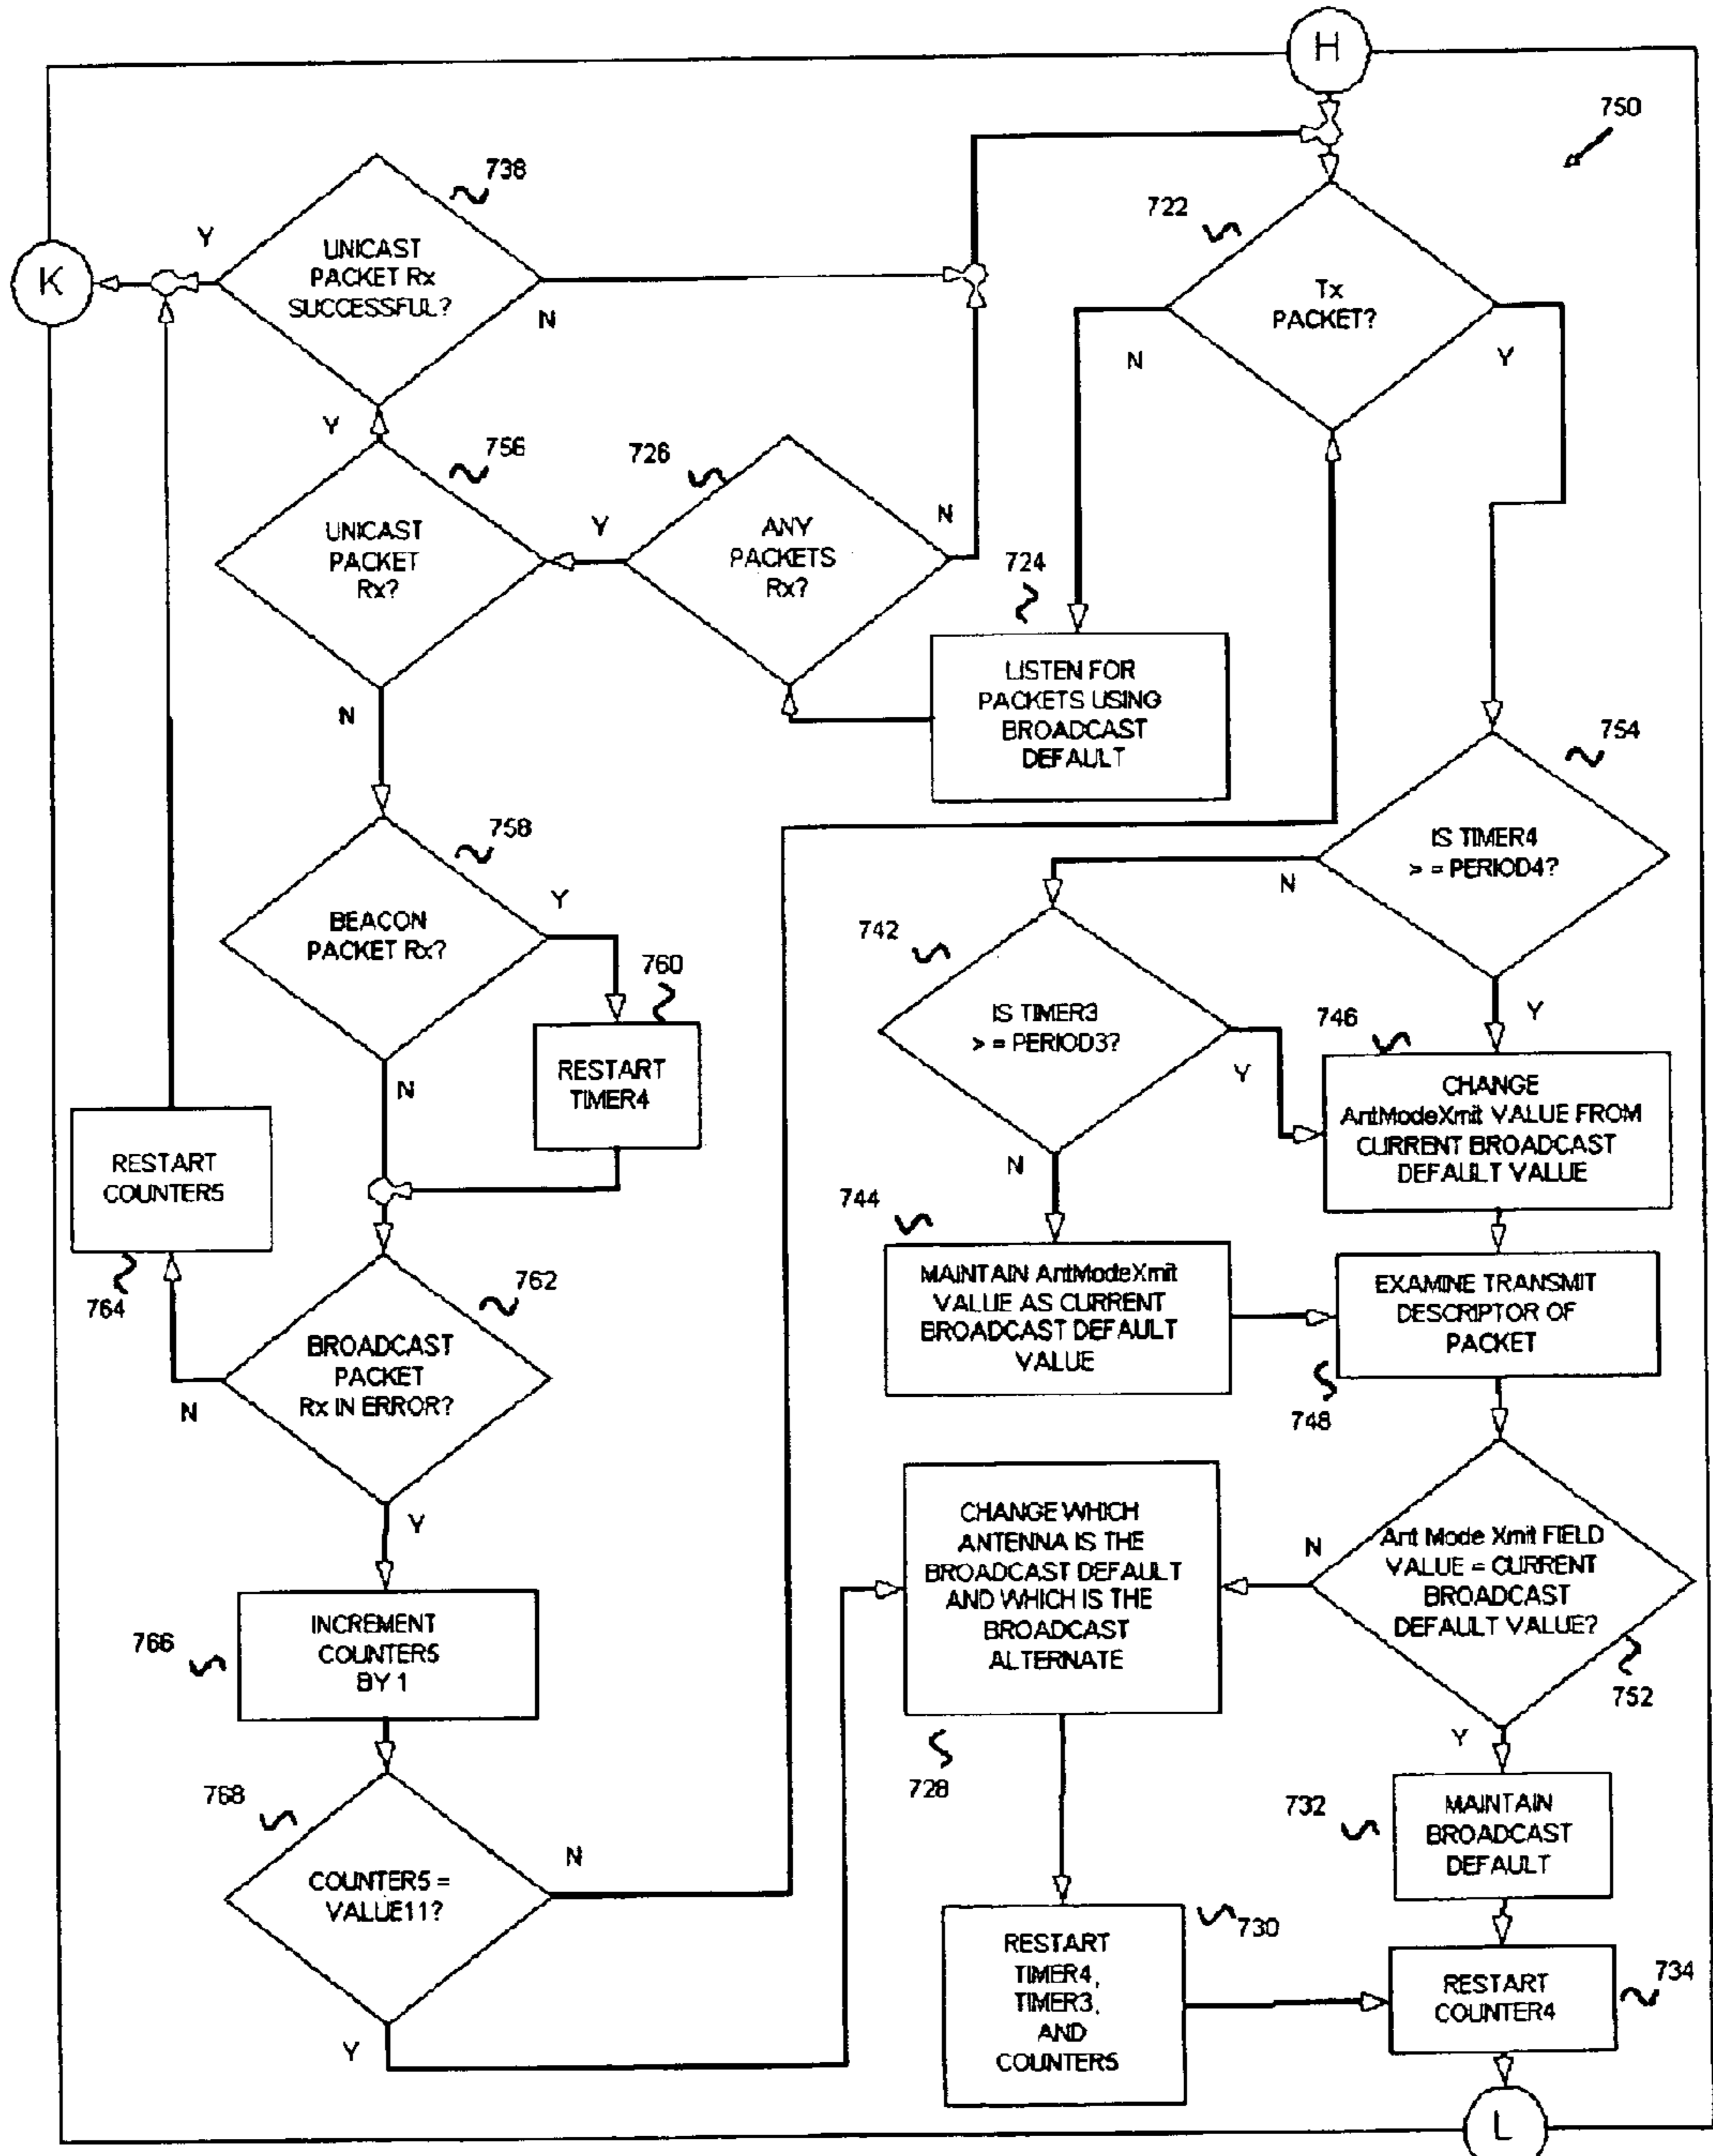 H
750
738
Y
UNICAST
PACKET Rx
SUCCESSFUL?
N
K
722
Tx
PACKET?
N
Y
Y
756
726
UNICAST
PACKET
Rx?
Y
ANY
PACKETS
Rx?
N
724
LISTEN FOR
PACKETS USING
BROADCAST
DEFAULT
N
754
IS TIMER4
> = PERIOD4?
N
Y
758
BEACON
PACKET Rx?
Y
N
760
RESTART
TIMER4
742
IS TIMER3
> = PERIOD3?
Y
N
746
CHANGE
AntModeXmit VALUE FROM
CURRENT BROADCAST
DEFAULT VALUE
RESTART
COUNTER5
764
744
MAINTAIN AntModeXmit
VALUE AS CURRENT
BROADCAST DEFAULT
VALUE
EXAMINE TRANSMIT
DESCRIPTOR OF
PACKET
748
762
BROADCAST
PACKET
Rx IN ERROR?
N
Y
CHANGE WHICH
ANTENNA IS THE
BROADCAST DEFAULT
AND WHICH IS THE
BROADCAST
ALTERNATE
728
N
Ant Mode Xmit FIELD
VALUE = CURRENT
BROADCAST
DEFAULT VALUE?
752
Y
766
INCREMENT
COUNTER5
BY 1
768
COUNTER5 =
VALUE11?
N
Y
732
MAINTAIN
BROADCAST
DEFAULT
730
RESTART
TIMER4,
TIMER3,
AND
COUNTER5
734
RESTART
COUNTER4
L